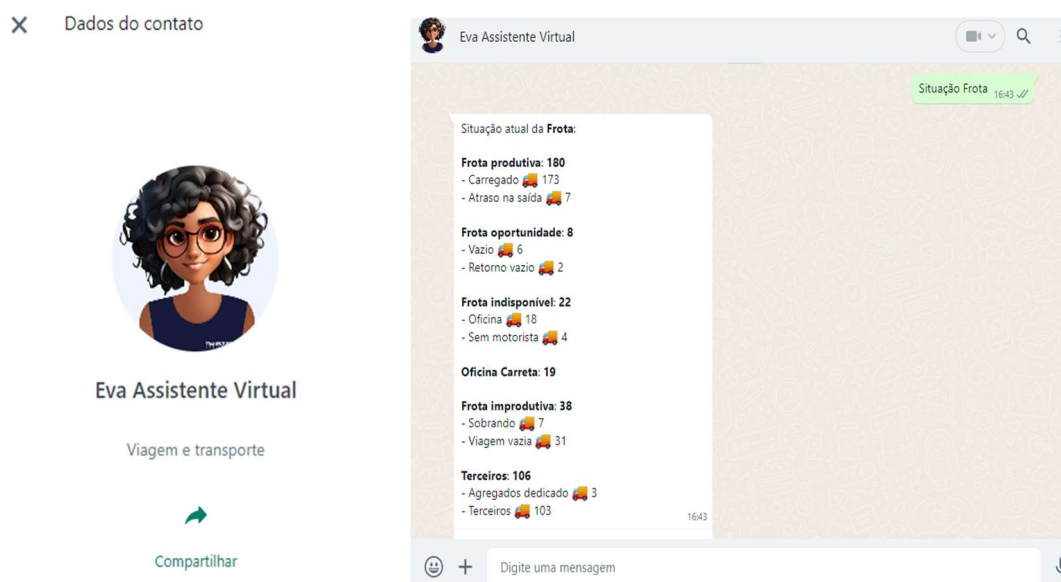 Dados do contato
Eva Assistente Virtual
Viagem e transporte
Compartilhar
Eva Assistente Virtual
Situação Frota 16:43
Situação atual da Frota:
Frota produtiva: 180
- Carregado 🚚 173
- Atraso na saída 🚚 7
Frota oportunidade: 8
- Vazio 🚚 6
- Retorno vazio 🚚 2
Frota indisponível: 22
- Oficina 🚚 18
- Sem motorista 🚚 4
Oficina Carreta: 19
Frota improdutiva: 38
- Sobrando 🚚 7
- Viagem vazia 🚚 31
Terceiros: 106
- Agregados dedicado 🚚 3
- Terceiros 🚚 103
16:43
Digite uma mensagem